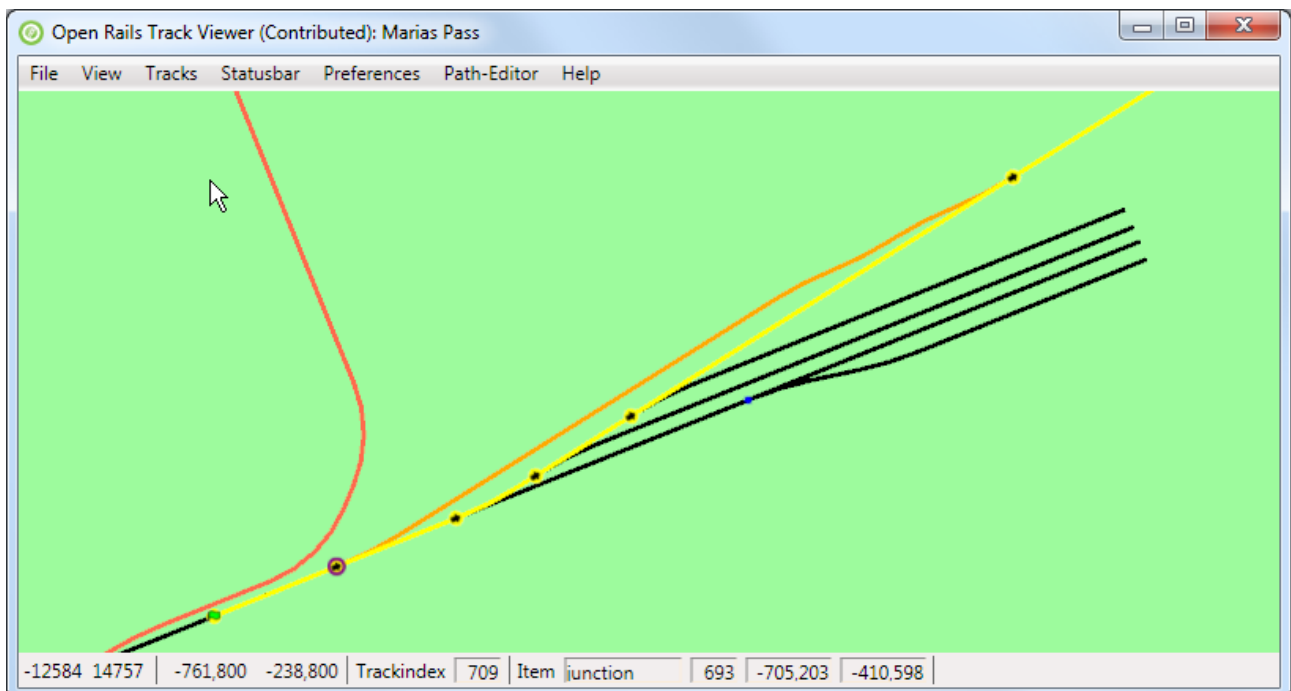 Open Rails Track Viewer (Contributed): Marias Pass
File View Tracks Statusbar Preferences Path-Editor Help
-12584 14757 -761,800 -238,800 Trackindex 709 Item junction 693 -705,203 -410,598